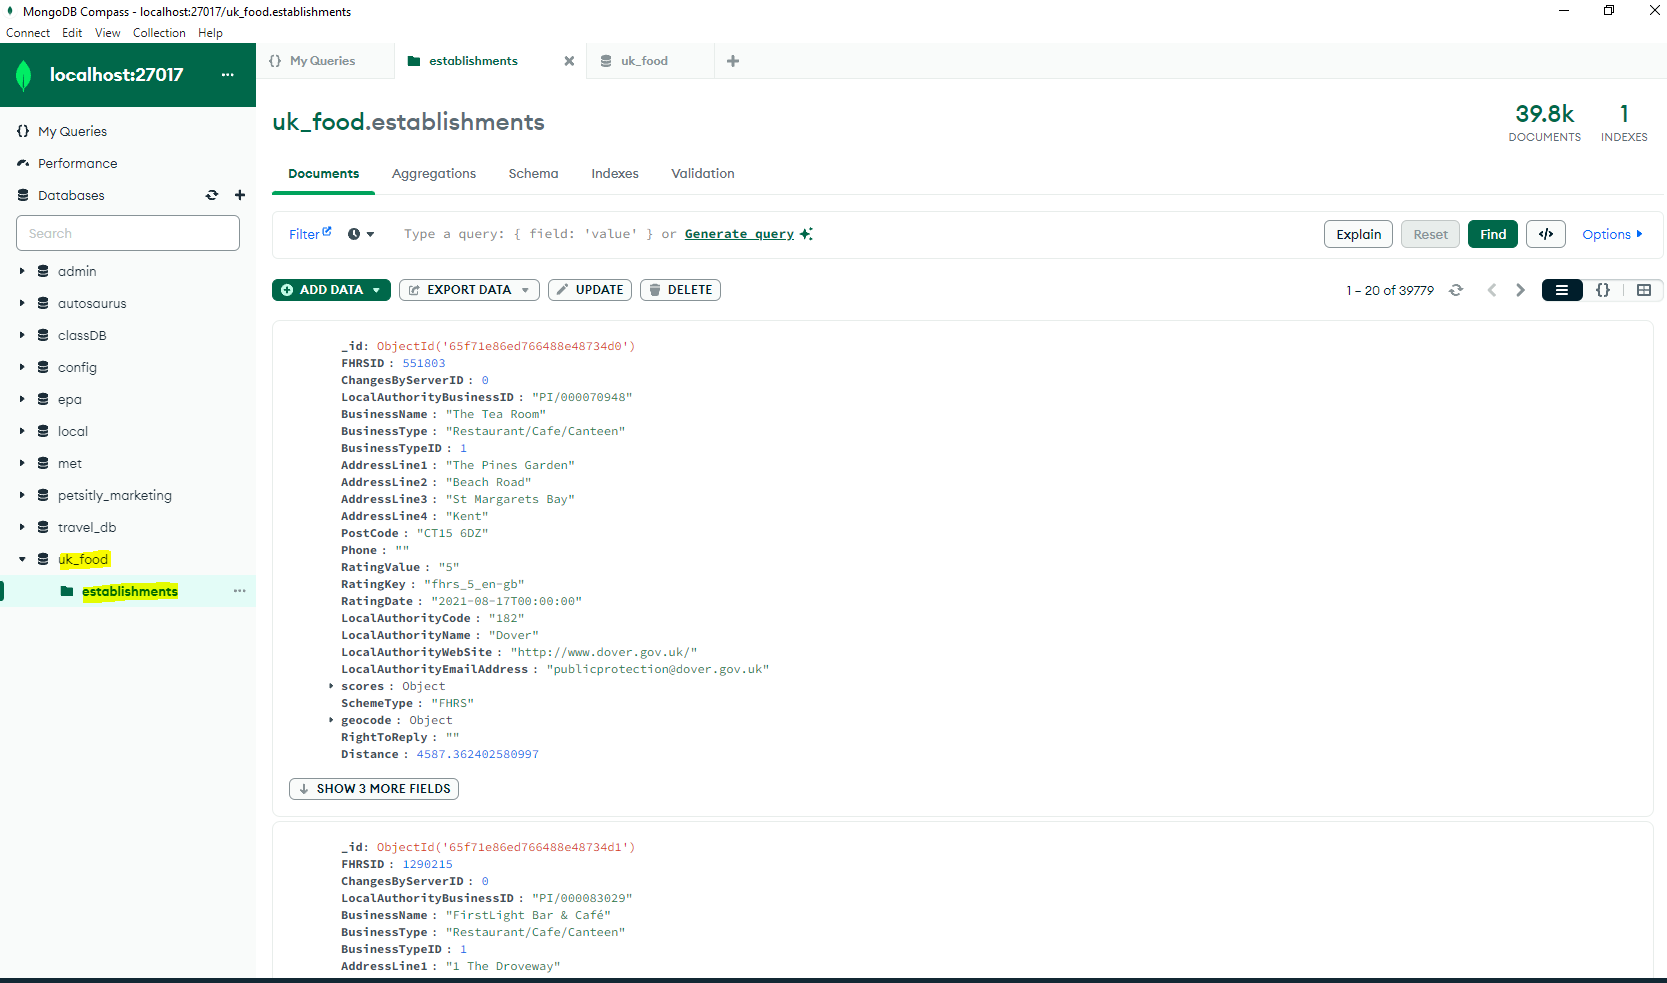 MongoDB Compass - localhost:27017/uk_food.establishments
Connect Edit View Collection Help
localhost:27017 ...
My Queries
Performance
Databases
Search
admin
autosaurus
classDB
config
epa
local
met
petsitly_marketing
travel_db
uk_food
establishments ...
{} My Queries establishments uk_food
uk_food.establishments
39.8k DOCUMENTS
1 INDEXES
Documents Aggregations Schema Indexes Validation
Filter Type a query: { field: 'value' } or Generate query Explain Reset Find </> Options
ADD DATA EXPORT DATA UPDATE DELETE 1 – 20 of 39779 {}
_id: ObjectId('65f71e86ed766488e48734d0')
FHRSID : 551803
ChangesByServerID : 0
LocalAuthorityBusinessID : "PI/000070948"
BusinessName : "The Tea Room"
BusinessType : "Restaurant/Cafe/Canteen"
BusinessTypeID : 1
AddressLine1 : "The Pines Garden"
AddressLine2 : "Beach Road"
AddressLine3 : "St Margarets Bay"
AddressLine4 : "Kent"
PostCode : "CT15 6DZ"
Phone : ""
RatingValue : "5"
RatingKey : "fhrs_5_en-gb"
RatingDate : "2021-08-17T00:00:00"
LocalAuthorityCode : "182"
LocalAuthorityName : "Dover"
LocalAuthorityWebSite : "http://www.dover.gov.uk/"
LocalAuthorityEmailAddress : "publicprotection@dover.gov.uk"
scores : Object
SchemeType : "FHRS"
geocode : Object
RightToReply : ""
Distance : 4587.362402580997
SHOW 3 MORE FIELDS
_id: ObjectId('65f71e86ed766488e48734d1')
FHRSID : 1290215
ChangesByServerID : 0
LocalAuthorityBusinessID : "PI/000083029"
BusinessName : "FirstLight Bar & Café"
BusinessType : "Restaurant/Cafe/Canteen"
BusinessTypeID : 1
AddressLine1 : "1 The Droveway"